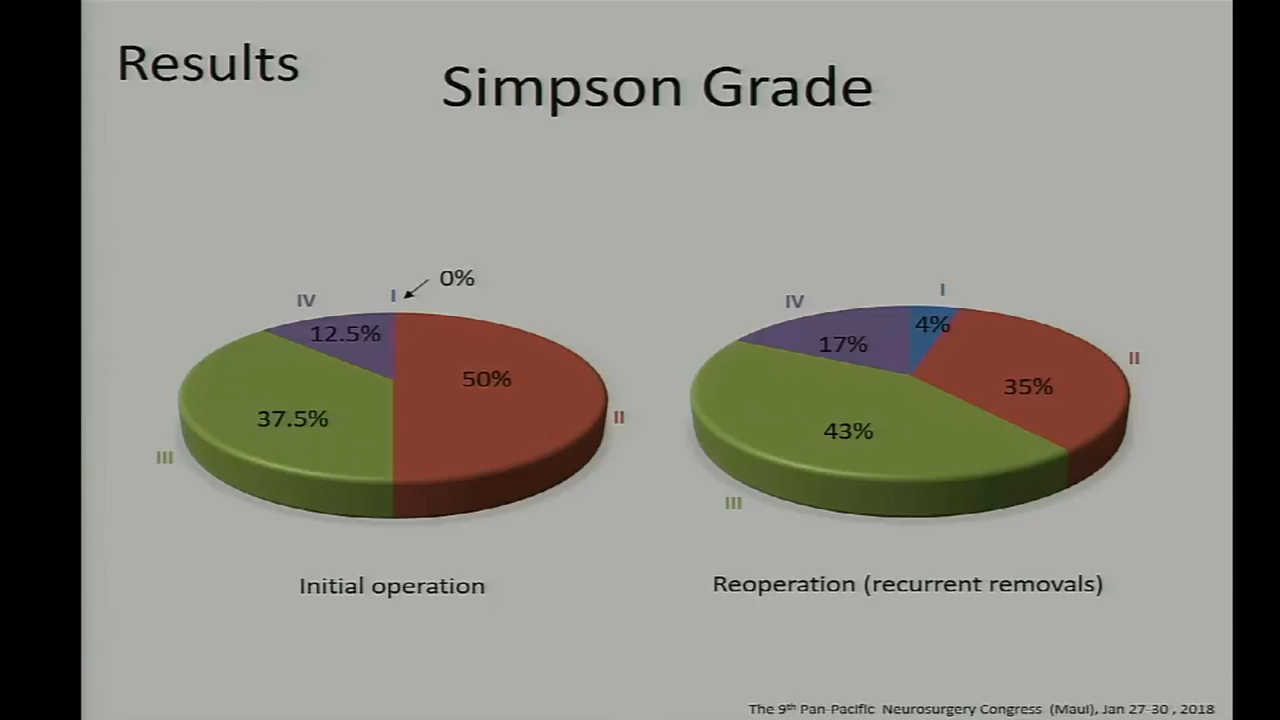 Results
Simpson Grade
0%
IV
I
12.5%
50%
37.5%
II
III
I
IV
4%
17%
II
35%
43%
III
Initial operation
Reoperation (recurrent removals)
The 9th Pan-Pacific Neurosurgery Congress (Maui), Jan 27-30 , 2018